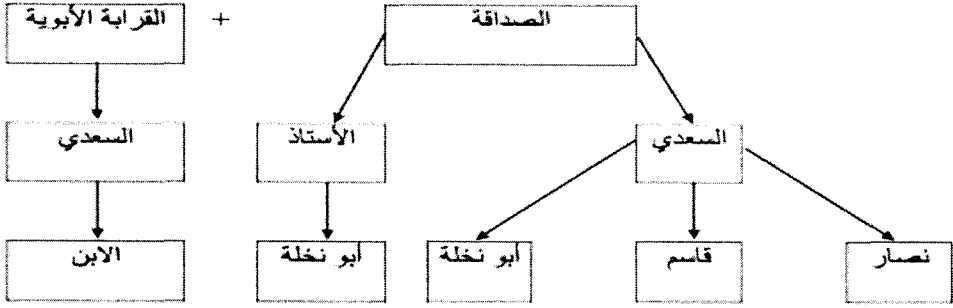 الصداقة + القرابة الأبوية
السعدي الأستاذ السعدي
نصار قاسم أبو نخلة أبو نخلة الابن